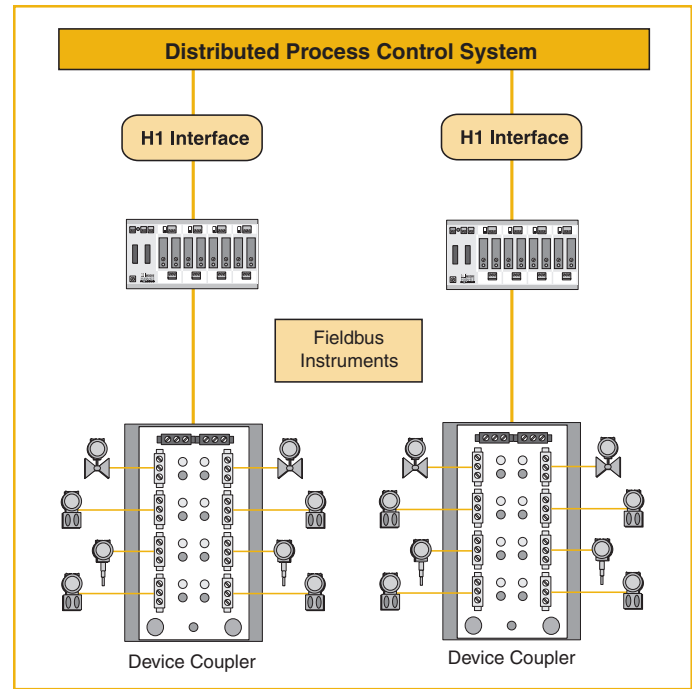 Distributed Process Control System
H1 Interface
H1 Interface
Fieldbus
Instruments
Device Coupler
Device Coupler